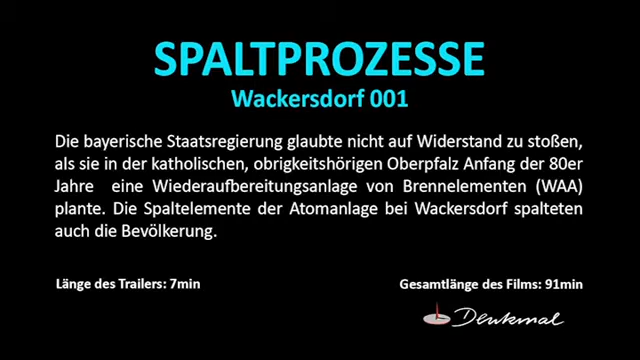 SPALTPROZESSE
Wackersdorf 001
Die bayerische Staatsregierung glaubte nicht auf Widerstand zu stoßen,
als sie in der katholischen, obrigkeitshörigen Oberpfalz Anfang der 80er
Jahre eine Wiederaufbereitungsanlage von Brennelementen (WAA)
plante. Die Spaltelemente der Atomanlage bei Wackersdorf spalteten
auch die Bevölkerung.
Länge des Trailers: 7min
Gesamtlänge des Films: 91min
Denkmal